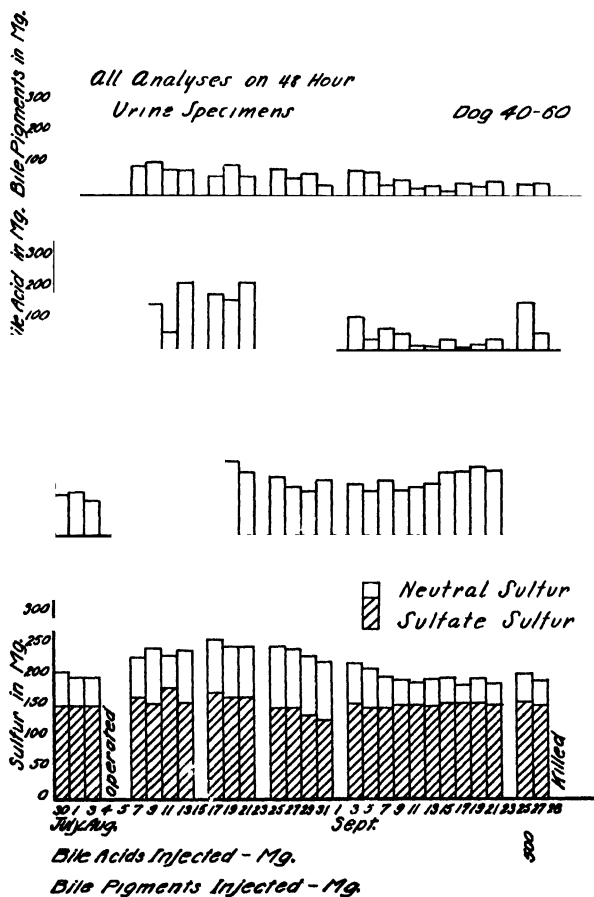 All Analyses on 48 Hour
Urine Specimens
Dog 40-60
Bile Pigments in Mg.
300
200
100
ile Acid in Mg.
300
200
100
Neutral Sulfur
Sulfate Sulfur
Sulfur in Mg.
300
250
200
150
100
50
0
operated
Killed
30 1 3 4 5 7 9 11 13 15 17 19 21 23 25 27 29 31 1 3 5 7 9 11 13 15 17 19 21 23 25 27 28
July Aug. Sept.
Bile Acids Injected - Mg.
500
Bile Pigments Injected - Mg.